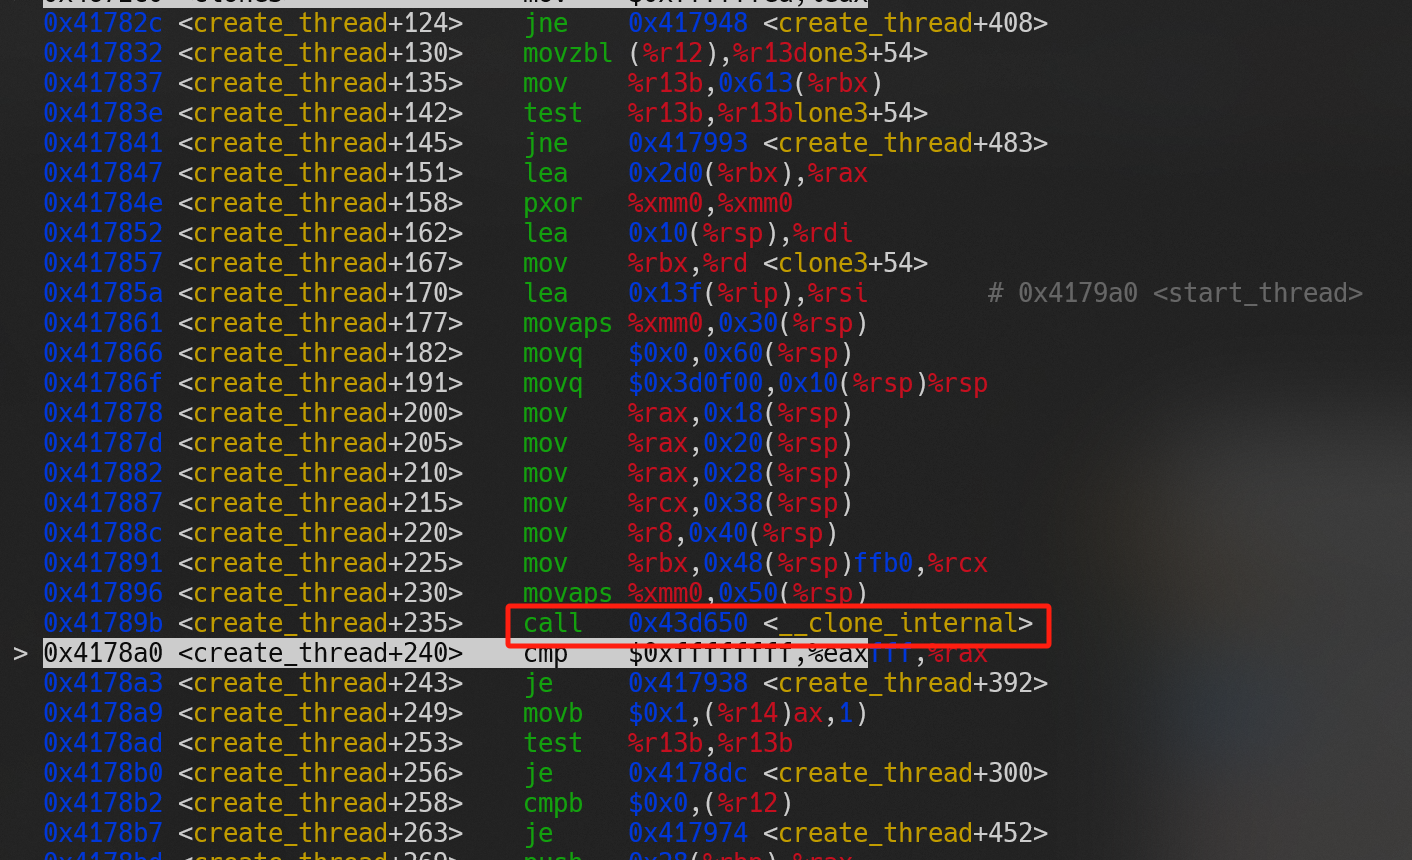 0x41782c <create_thread+124> jne 0x417948 <create_thread+408>
0x417832 <create_thread+130> movzbl (%r12),%r13done3+54>
0x417837 <create_thread+135> mov %r13b,0x613(%rbx)
0x41783e <create_thread+142> test %r13b,%r13blone3+54>
0x417841 <create_thread+145> jne 0x417993 <create_thread+483>
0x417847 <create_thread+151> lea 0x2d0(%rbx),%rax
0x41784e <create_thread+158> pxor %xmm0,%xmm0
0x417852 <create_thread+162> lea 0x10(%rsp),%rdi
0x417857 <create_thread+167> mov %rbx,%rd <clone3+54>
0x41785a <create_thread+170> lea 0x13f(%rip),%rsi # 0x4179a0 <start_thread>
0x417861 <create_thread+177> movaps %xmm0,0x30(%rsp)
0x417866 <create_thread+182> movq $0x0,0x60(%rsp)
0x41786f <create_thread+191> movq $0x3d0f00,0x10(%rsp)%rsp
0x417878 <create_thread+200> mov %rax,0x18(%rsp)
0x41787d <create_thread+205> mov %rax,0x20(%rsp)
0x417882 <create_thread+210> mov %rax,0x28(%rsp)
0x417887 <create_thread+215> mov %rcx,0x38(%rsp)
0x41788c <create_thread+220> mov %r8,0x40(%rsp)
0x417891 <create_thread+225> mov %rbx,0x48(%rsp)ffb0,%rcx
0x417896 <create_thread+230> movaps %xmm0,0x50(%rsp)
0x41789b <create_thread+235> call 0x43d650 <__clone_internal>
> 0x4178a0 <create_thread+240> cmp $0xffffffff,%eaxfff,%rax
0x4178a3 <create_thread+243> je 0x417938 <create_thread+392>
0x4178a9 <create_thread+249> movb $0x1,(%r14)ax,1)
0x4178ad <create_thread+253> test %r13b,%r13b
0x4178b0 <create_thread+256> je 0x4178dc <create_thread+300>
0x4178b2 <create_thread+258> cmpb $0x0,(%r12)
0x4178b7 <create_thread+263> je 0x417974 <create_thread+452>